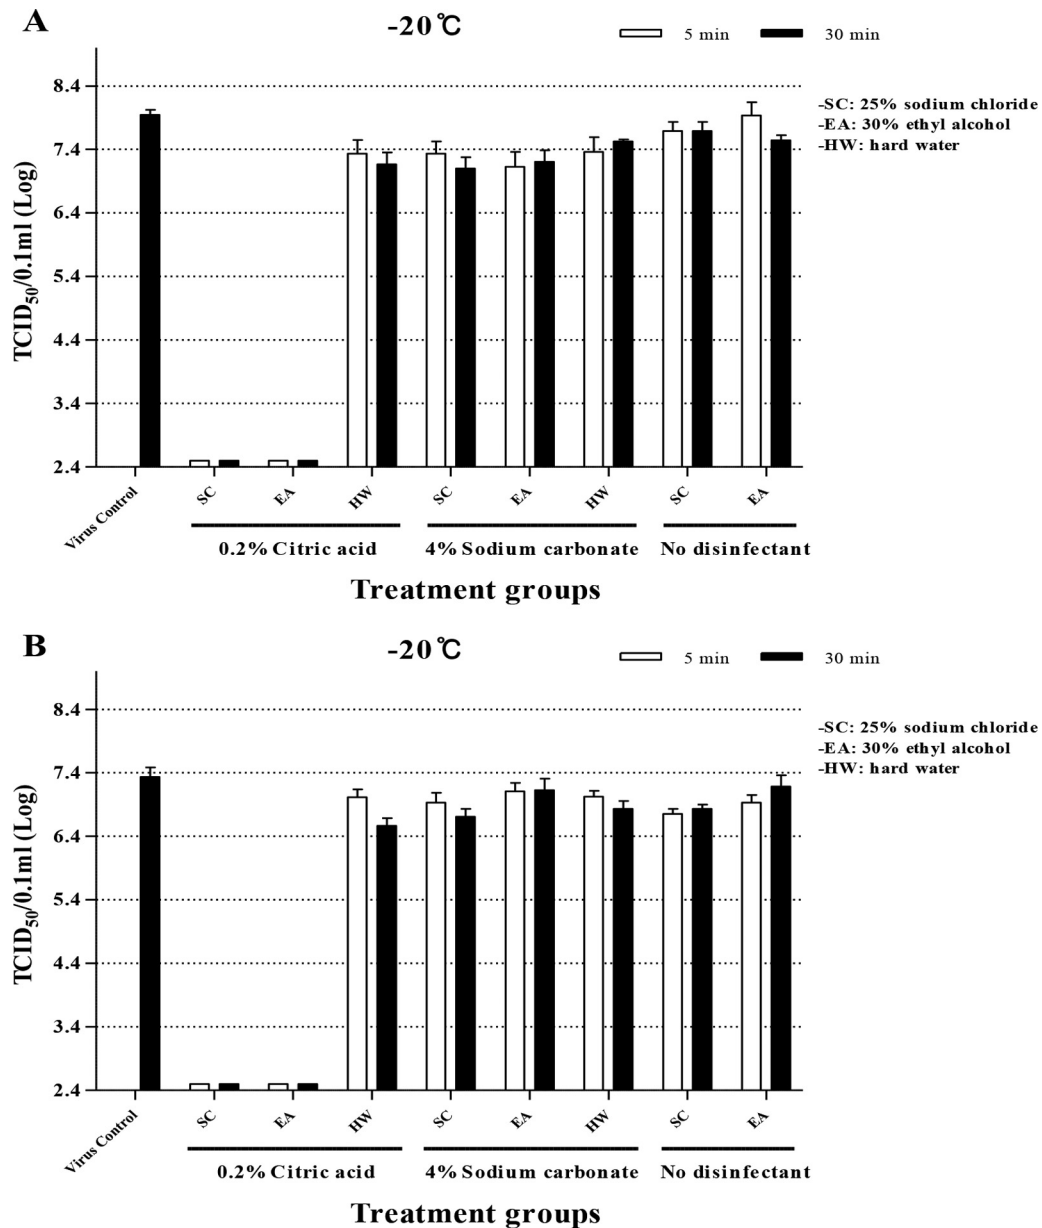 A
-20℃
5 min
30 min
-SC: 25% sodium chloride
-EA: 30% ethyl alcohol
-HW: hard water
TCID50/0.1ml (Log)
8.4
7.4
6.4
5.4
4.4
3.4
2.4
Virus Control
SC
EA
HW
SC
EA
HW
SC
EA
0.2% Citric acid
4% Sodium carbonate
No disinfectant
Treatment groups
B
-20℃
5 min
30 min
-SC: 25% sodium chloride
-EA: 30% ethyl alcohol
-HW: hard water
TCID50/0.1ml (Log)
8.4
7.4
6.4
5.4
4.4
3.4
2.4
Virus Control
SC
EA
HW
SC
EA
HW
SC
EA
0.2% Citric acid
4% Sodium carbonate
No disinfectant
Treatment groups